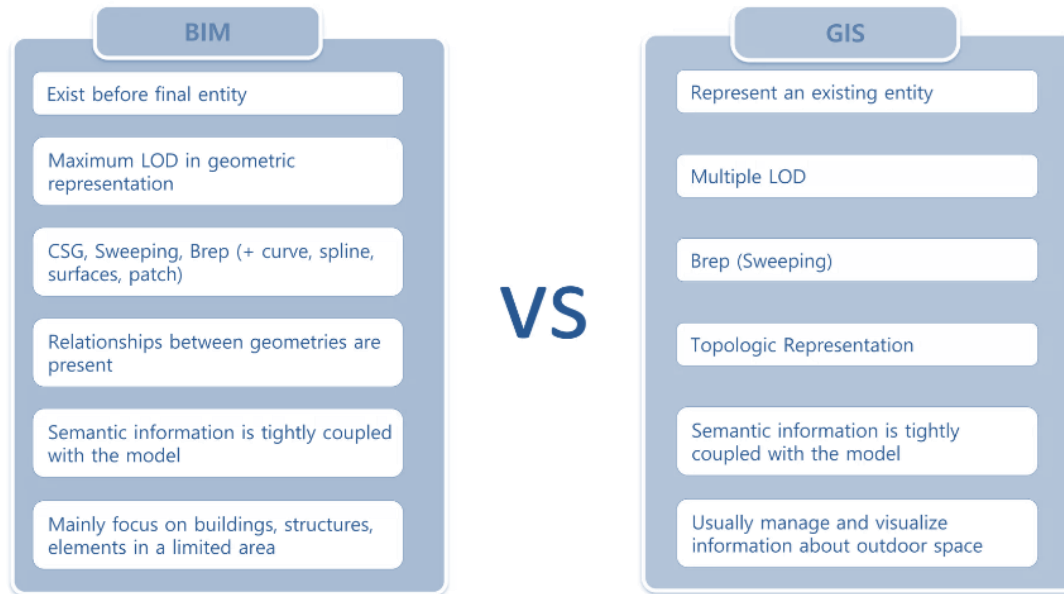 BIM
Exist before final entity
Maximum LOD in geometric
representation
CSG, Sweeping, Brep (+ curve, spline,
surfaces, patch)
Relationships between geometries are
present
Semantic information is tightly coupled
with the model
Mainly focus on buildings, structures,
elements in a limited area
VS
GIS
Represent an existing entity
Multiple LOD
Brep (Sweeping)
Topologic Representation
Semantic information is tightly
coupled with the model
Usually manage and visualize
information about outdoor space